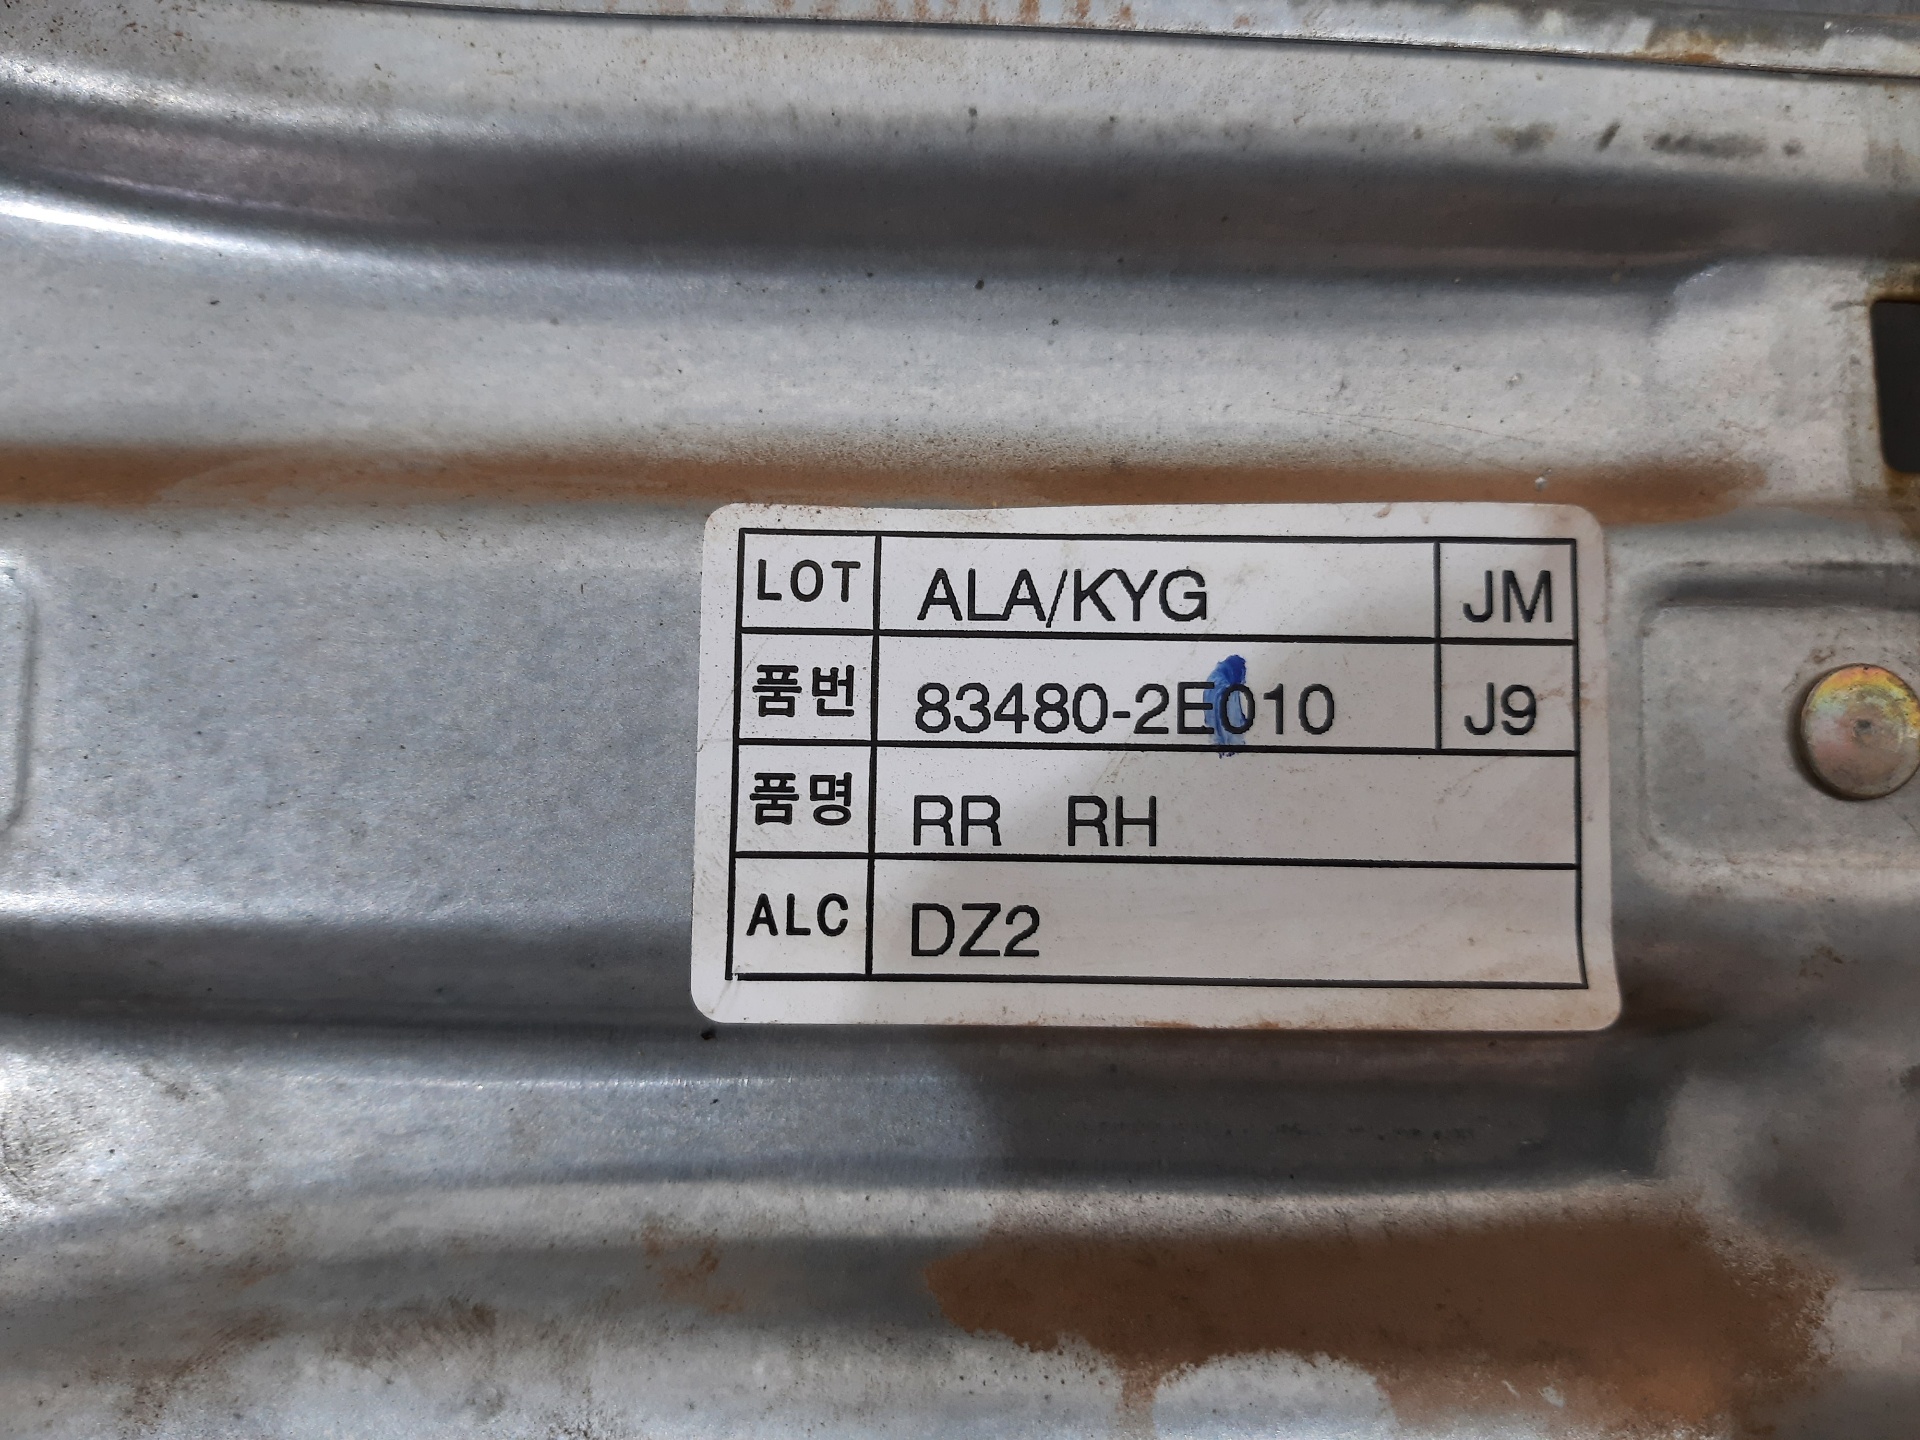 LOT ALA/KYG JM
품번 83480-2E010 J9
품명 RR RH
ALC DZ2